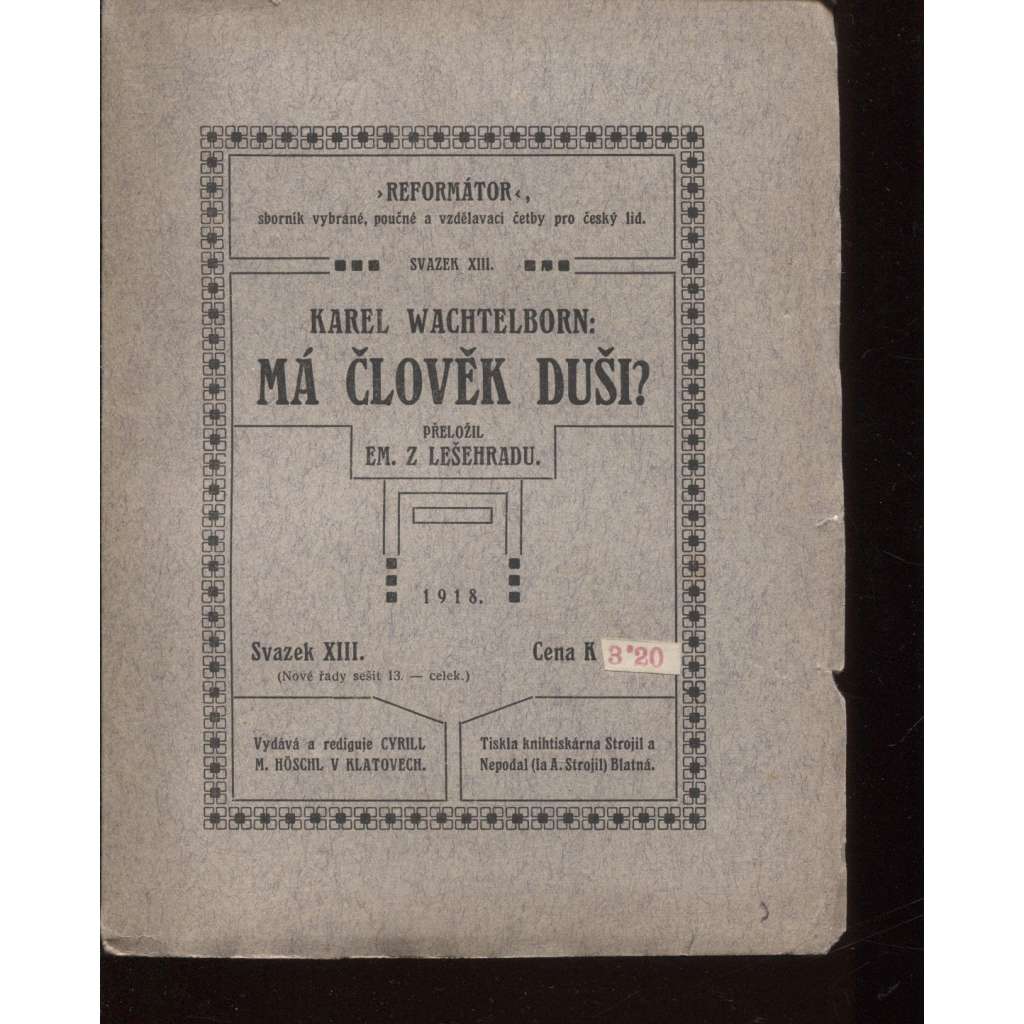 ›REFORMÁTOR‹,
sborník vybrané, poučné a vzdělavací četby pro český lid.
SVAZEK XIII.
KAREL WACHTELBORN:
MÁ ČLOVĚK DUŠI?
PŘELOŽIL
EM. Z LEŠEHRADU.
1918.
Svazek XIII.
Cena K 3·20
(Nové řady sešit 13. — celek.)
Vydává a rediguje CYRILL
M. HÖSCHL V KLATOVECH.
Tiskla knihtiskárna Strojil a
Nepodal (la A. Strojil) Blatná.